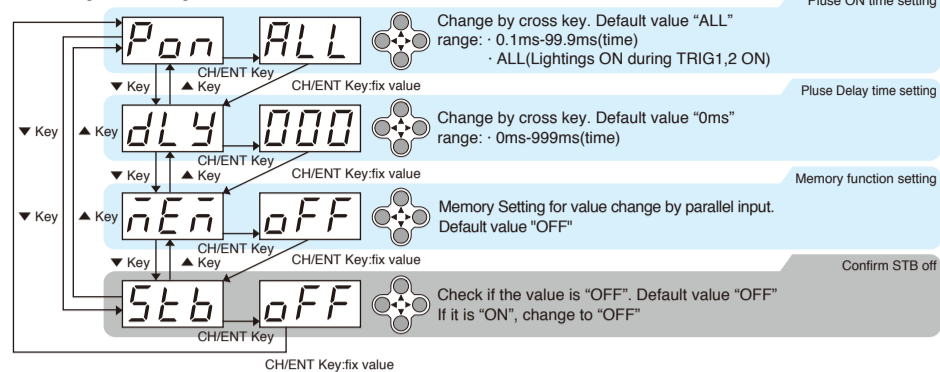 Pluse ON time setting
Pon
ALL
Change by cross key. Default value “ALL”
range: · 0.1ms-99.9ms(time)
· ALL(Lightings ON during TRIG1,2 ON)
CH/ENT Key
▼ Key ▲ Key CH/ENT Key:fix value
Pluse Delay time setting
▼ Key ▲ Key
dLY
000
Change by cross key. Default value “0ms”
range: · 0ms-999ms(time)
CH/ENT Key
▼ Key ▲ Key CH/ENT Key:fix value
Memory function setting
▼ Key ▲ Key
mEm
oFF
Memory Setting for value change by parallel input.
Default value "OFF"
CH/ENT Key
▼ Key ▲ Key CH/ENT Key:fix value
Confirm STB off
Stb
oFF
Check if the value is “OFF”. Default value “OFF”
If it is “ON”, change to “OFF”
CH/ENT Key
CH/ENT Key:fix value